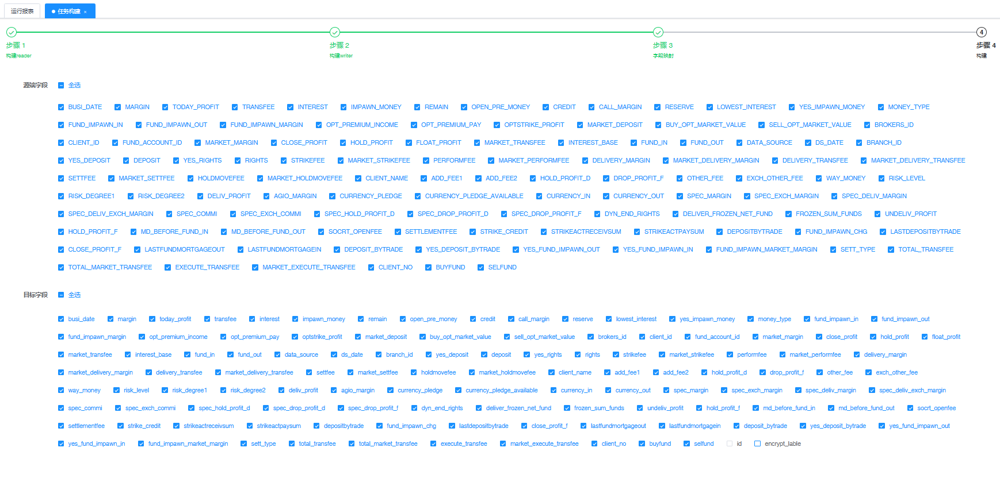 运行报表 任务构建 ×
4
步骤 1 步骤 2 步骤 3 步骤 4
构建reader 构建writer 字段映射 构建
源端字段 全选
BUSI_DATE MARGIN TODAY_PROFIT TRANSFEE INTEREST IMPAWN_MONEY REMAIN OPEN_PRE_MONEY CREDIT CALL_MARGIN RESERVE LOWEST_INTEREST YES_IMPAWN_MONEY MONEY_TYPE
FUND_IMPAWN_IN FUND_IMPAWN_OUT FUND_IMPAWN_MARGIN OPT_PREMIUM_INCOME OPT_PREMIUM_PAY OPTSTRIKE_PROFIT MARKET_DEPOSIT BUY_OPT_MARKET_VALUE SELL_OPT_MARKET_VALUE BROKERS_ID
CLIENT_ID FUND_ACCOUNT_ID MARKET_MARGIN CLOSE_PROFIT HOLD_PROFIT FLOAT_PROFIT MARKET_TRANSFEE INTEREST_BASE FUND_IN FUND_OUT DATA_SOURCE DS_DATE BRANCH_ID
YES_DEPOSIT DEPOSIT YES_RIGHTS RIGHTS STRIKEFEE MARKET_STRIKEFEE PERFORMFEE MARKET_PERFORMFEE DELIVERY_MARGIN MARKET_DELIVERY_MARGIN DELIVERY_TRANSFEE MARKET_DELIVERY_TRANSFEE
SETTFEE MARKET_SETTFEE HOLDMOVEFEE MARKET_HOLDMOVEFEE CLIENT_NAME ADD_FEE1 ADD_FEE2 HOLD_PROFIT_D DROP_PROFIT_F OTHER_FEE EXCH_OTHER_FEE WAY_MONEY RISK_LEVEL
RISK_DEGREE1 RISK_DEGREE2 DELIV_PROFIT AGIO_MARGIN CURRENCY_PLEDGE CURRENCY_PLEDGE_AVAILABLE CURRENCY_IN CURRENCY_OUT SPEC_MARGIN SPEC_EXCH_MARGIN SPEC_DELIV_MARGIN
SPEC_DELIV_EXCH_MARGIN SPEC_COMMI SPEC_EXCH_COMMI SPEC_HOLD_PROFIT_D SPEC_DROP_PROFIT_D SPEC_DROP_PROFIT_F DYN_END_RIGHTS DELIVER_FROZEN_NET_FUND FROZEN_SUM_FUNDS UNDELIV_PROFIT
HOLD_PROFIT_F MD_BEFORE_FUND_IN MD_BEFORE_FUND_OUT SOCRT_OPENFEE SETTLEMENTFEE STRIKE_CREDIT STRIKEACTRECEIVSUM STRIKEACTPAYSUM DEPOSITBYTRADE FUND_IMPAWN_CHG LASTDEPOSITBYTRADE
CLOSE_PROFIT_F LASTFUNDMORTGAGEOUT LASTFUNDMORTGAGEIN DEPOSIT_BYTRADE YES_DEPOSIT_BYTRADE YES_FUND_IMPAWN_OUT YES_FUND_IMPAWN_IN FUND_IMPAWN_MARKET_MARGIN SETT_TYPE TOTAL_TRANSFEE
TOTAL_MARKET_TRANSFEE EXECUTE_TRANSFEE MARKET_EXECUTE_TRANSFEE CLIENT_NO BUYFUND SELFUND
目标字段 全选
busi_date margin today_profit transfee interest impawn_money remain open_pre_money credit call_margin reserve lowest_interest yes_impawn_money money_type fund_impawn_in fund_impawn_out
fund_impawn_margin opt_premium_income opt_premium_pay optstrike_profit market_deposit buy_opt_market_value sell_opt_market_value brokers_id client_id fund_account_id market_margin close_profit hold_profit float_profit
market_transfee interest_base fund_in fund_out data_source ds_date branch_id yes_deposit deposit yes_rights rights strikefee market_strikefee performfee market_performfee delivery_margin
market_delivery_margin delivery_transfee market_delivery_transfee settfee market_settfee holdmovefee market_holdmovefee client_name add_fee1 add_fee2 hold_profit_d drop_profit_f other_fee exch_other_fee
way_money risk_level risk_degree1 risk_degree2 deliv_profit agio_margin currency_pledge currency_pledge_available currency_in currency_out spec_margin spec_exch_margin spec_deliv_margin spec_deliv_exch_margin
spec_commi spec_exch_commi spec_hold_profit_d spec_drop_profit_d spec_drop_profit_f dyn_end_rights deliver_frozen_net_fund frozen_sum_funds undeliv_profit hold_profit_f md_before_fund_in md_before_fund_out socrt_openfee
settlementfee strike_credit strikeactreceivsum strikeactpaysum depositbytrade fund_impawn_chg lastdepositbytrade close_profit_f lastfundmortgageout lastfundmortgagein deposit_bytrade yes_deposit_bytrade yes_fund_impawn_out
yes_fund_impawn_in fund_impawn_market_margin sett_type total_transfee total_market_transfee execute_transfee market_execute_transfee client_no buyfund selfund id encrypt_lable